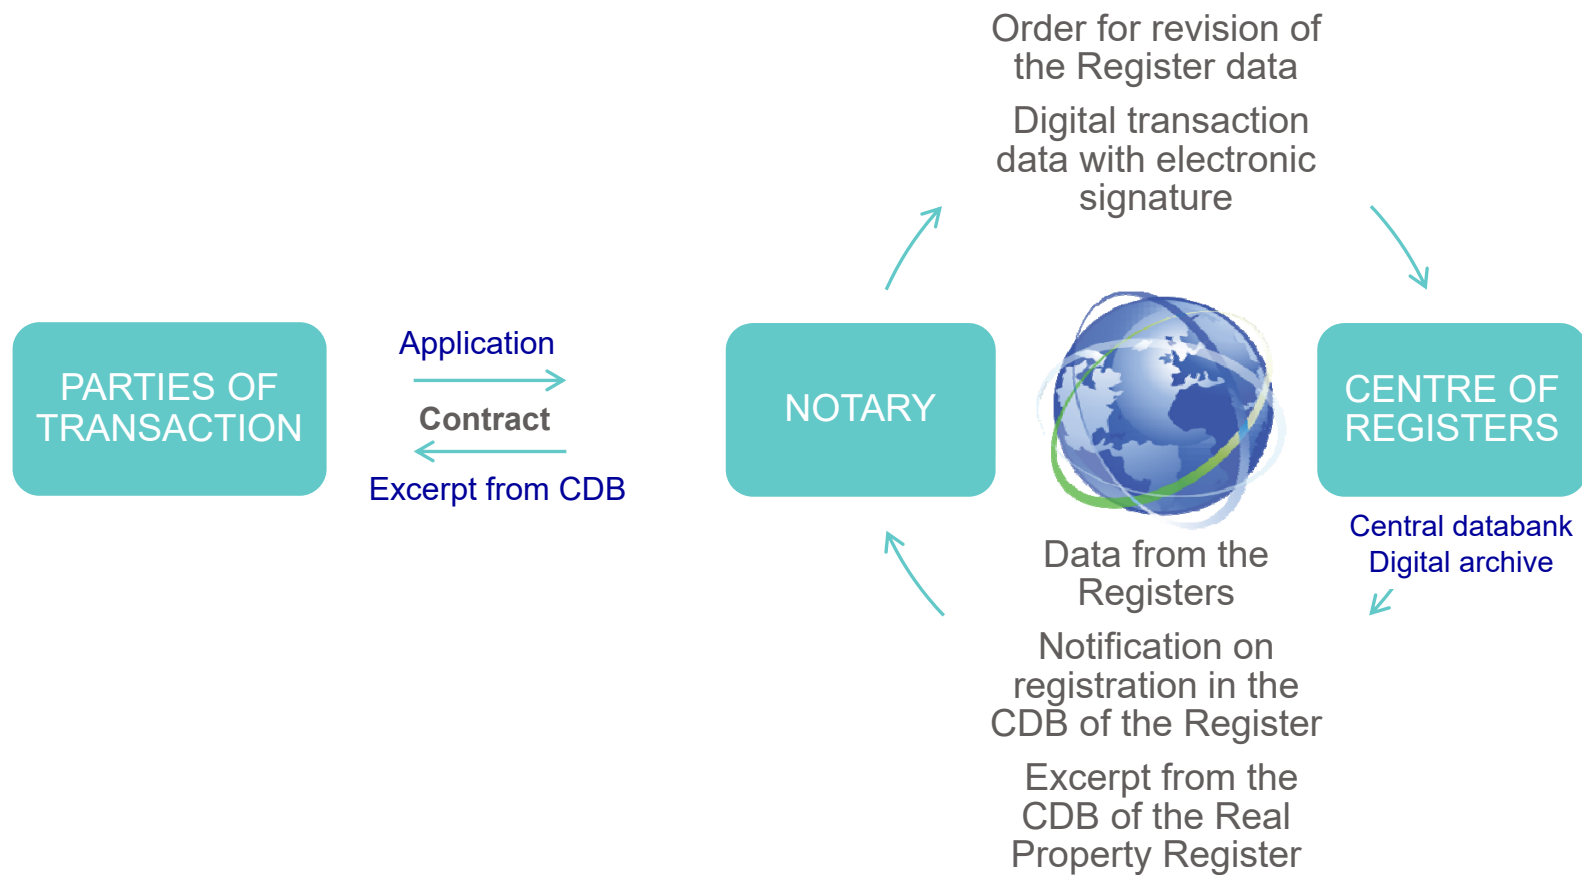 Order for revision of
the Register data
Digital transaction
data with electronic
signature
PARTIES OF
TRANSACTION
Application
Contract
Excerpt from CDB
NOTARY
CENTRE OF
REGISTERS
Central databank
Digital archive
Data from the
Registers
Notification on
registration in the
CDB of the Register
Excerpt from the
CDB of the Real
Property Register